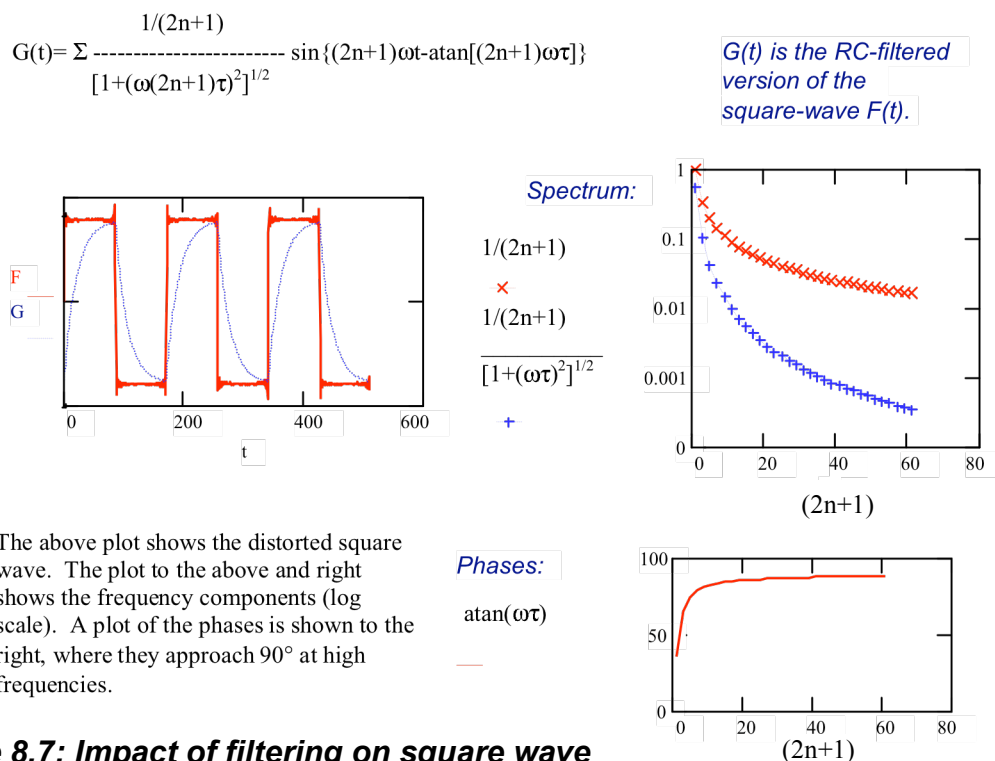 1/(2n+1)
G(t)= Σ ------------------------ sin{(2n+1)ωt-atan[(2n+1)ωτ]}
[1+(ω(2n+1)τ)²]^1/2
G(t) is the RC-filtered
version of the
square-wave F(t).
F
G
0 200 400 600
t
Spectrum:
1/(2n+1)
1/(2n+1)
[1+(ωτ)²]^1/2
1
0.1
0.01
0.001
0
0 20 40 60 80
(2n+1)
The above plot shows the distorted square
wave. The plot to the above and right
shows the frequency components (log
scale). A plot of the phases is shown to the
right, where they approach 90° at high
frequencies.
Phases:
atan(ωτ)
100
50
0
0 20 40 60 80
(2n+1)
8.7: Impact of filtering on square wave